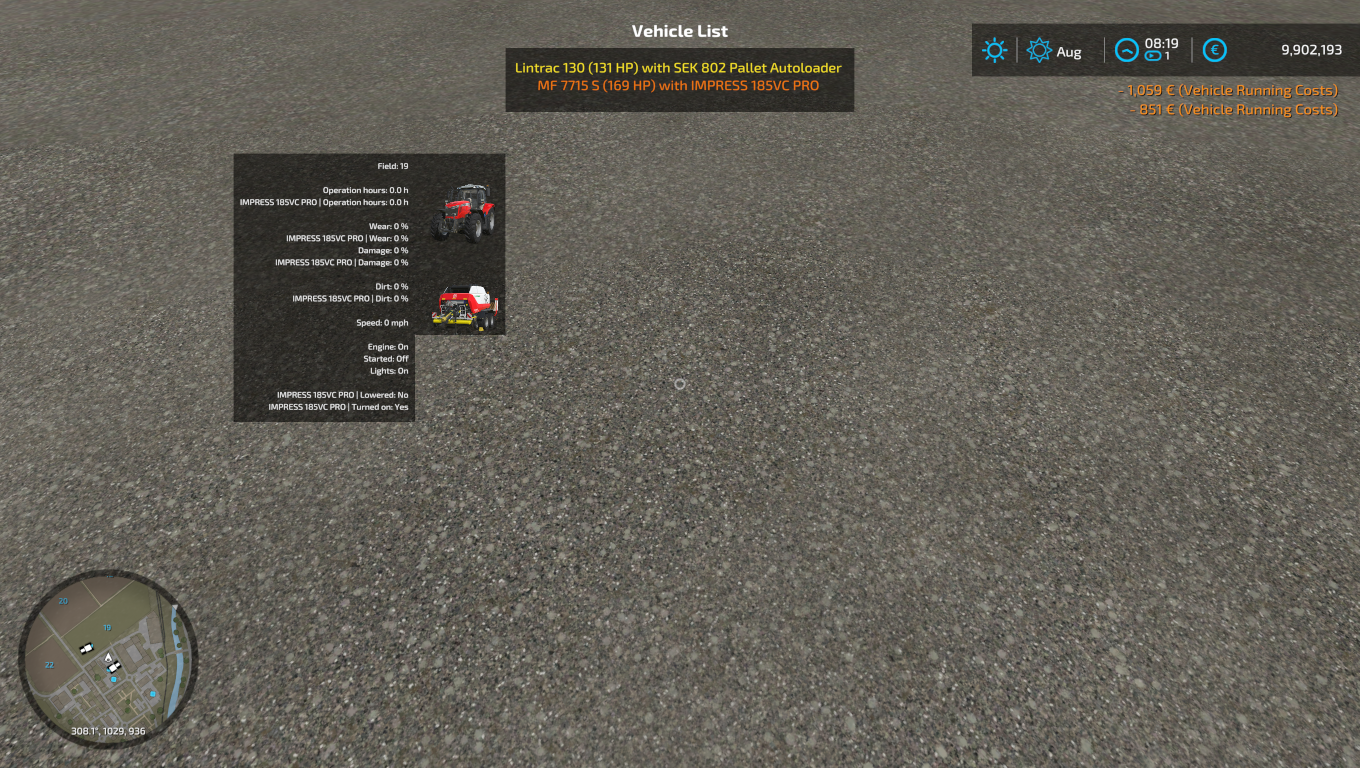 Vehicle List
Lintrac 130 (131 HP) with SEK 802 Pallet Autoloader
MF 7715 S (169 HP) with IMPRESS 185VC PRO
Aug
08:19
1
€
9,902,193
- 1,059 € (Vehicle Running Costs)
- 851 € (Vehicle Running Costs)
Field: 19
Operation hours: 0.0 h
IMPRESS 185VC PRO | Operation hours: 0.0 h
Wear: 0 %
IMPRESS 185VC PRO | Wear: 0 %
Damage: 0 %
IMPRESS 185VC PRO | Damage: 0 %
Dirt: 0 %
IMPRESS 185VC PRO | Dirt: 0 %
Speed: 0 mph
Engine: On
Started: Off
Lights: On
IMPRESS 185VC PRO | Lowered: No
IMPRESS 185VC PRO | Turned on: Yes
20
19
22
308.1°, 1029, 936